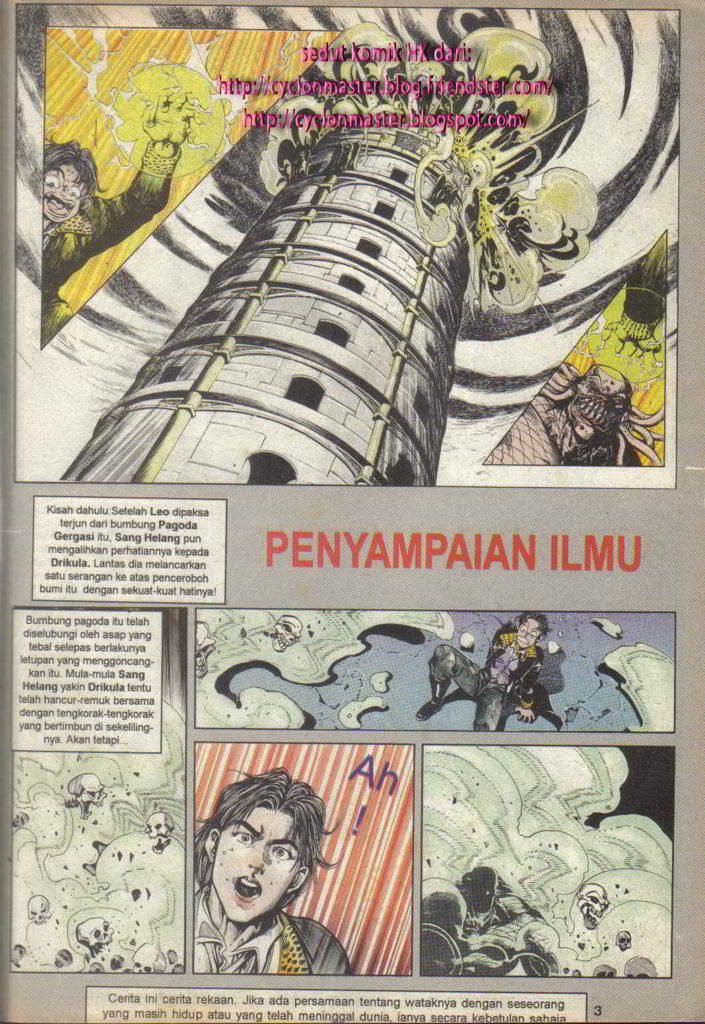 sedut komik HK dari:
http://cyclonmaster.blog.friendster.com/
http://cyclonmaster.blogspot.com/
Kisah dahulu:Setelah Leo dipaksa
terjun dari bumbung Pagoda
Gergasi itu, Sang Helang pun
mengalihkan perhatiannya kepada
Drikula. Lantas dia melancarkan
satu serangan ke atas penceroboh
bumi itu dengan sekuat-kuat hatinya!
PENYAMPAIAN ILMU
Bumbung pagoda itu telah
diselubungi oleh asap yang
tebal selepas berlakunya
letupan yang menggoncang-
kan itu. Mula-mula Sang
Helang yakin Drikula tentu
telah hancur-remuk bersama
dengan tengkorak-tengkorak
yang bertimbun di sekeliling-
nya. Akan tetapi...
Ah
!
Cerita ini cerita rekaan. Jika ada persamaan tentang wataknya dengan seseorang
yang masih hidup atau yang telah meninggal dunia, ianya secara kebetulan sahaja
3